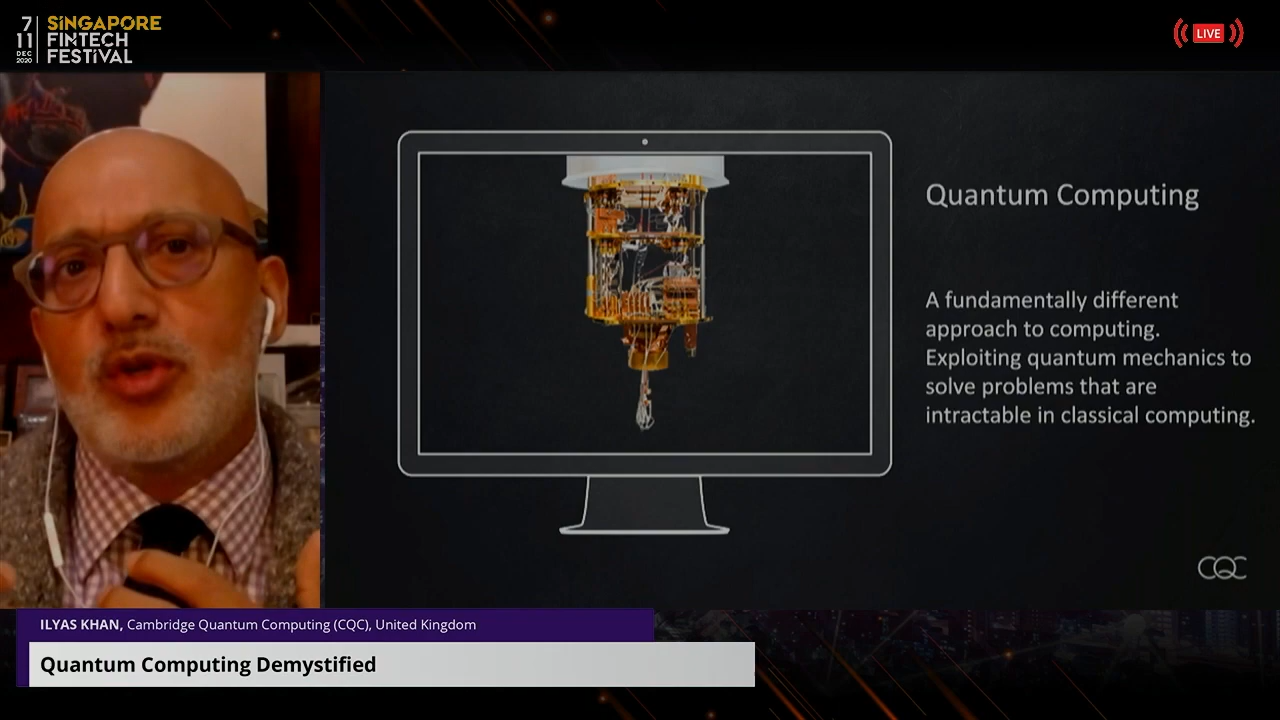 7
11
DEC
2020
SINGAPORE
FINTECH
FESTIVAL
LIVE
Quantum Computing
A fundamentally different
approach to computing.
Exploiting quantum mechanics to
solve problems that are
intractable in classical computing.
CQC
ILYAS KHAN, Cambridge Quantum Computing (CQC), United Kingdom
Quantum Computing Demystified